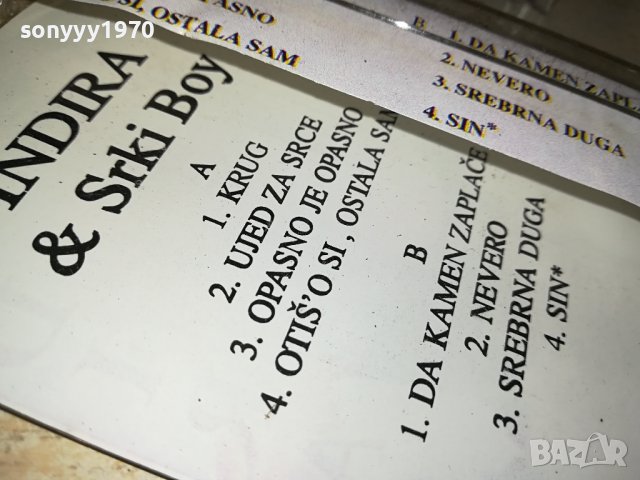 sonyyy1970
PASNO
SI, OSTALA SAM
B 1. DA KAMEN ZAPL
2. NEVERO
3. SREBRNA DUGA
4. SIN*
INDIRA
& Srki Boy
A
1. KRUG
2. UJED ZA SRCE
3. OPASNO JE OPASNO
4. OTIŠ'O SI, OSTALA SAM
B
1. DA KAMEN ZAPLAČE
2. NEVERO
3. SREBRNA DUGA
4. SIN*
BAZAR